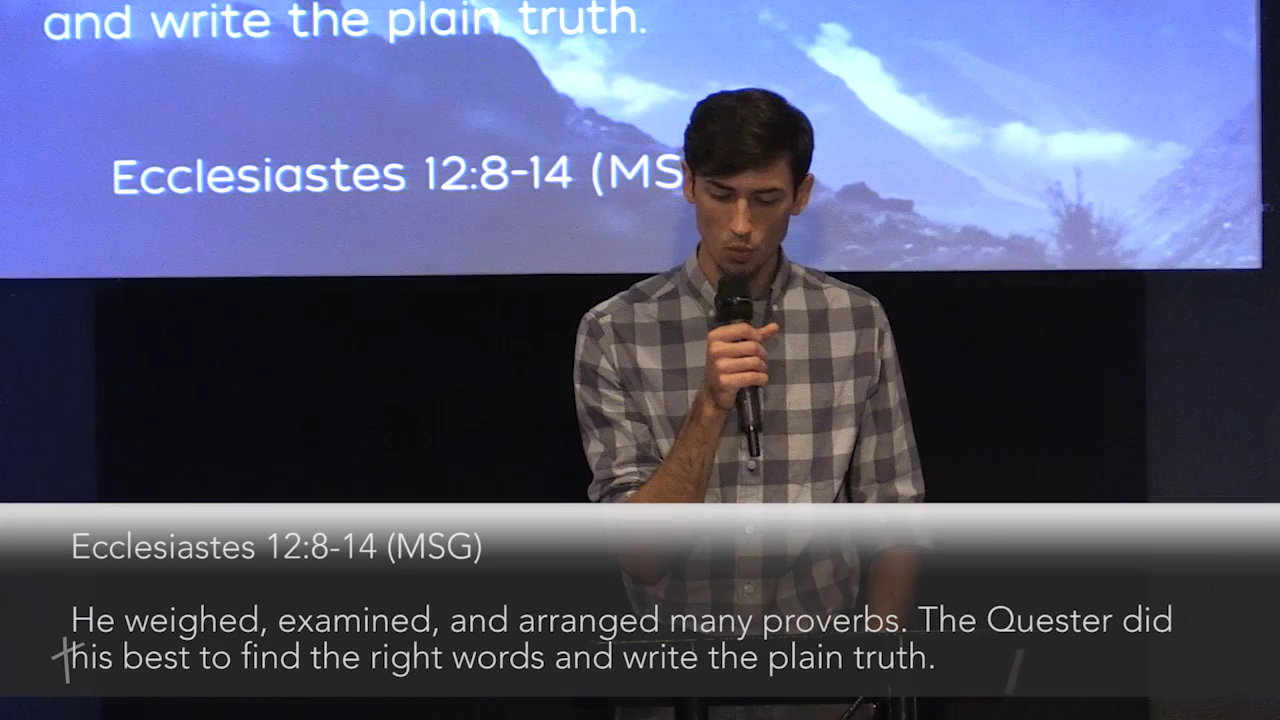 and write the plain truth.
Ecclesiastes 12:8-14 (MS
Ecclesiastes 12:8-14 (MSG)
He weighed, examined, and arranged many proverbs. The Quester did
his best to find the right words and write the plain truth.